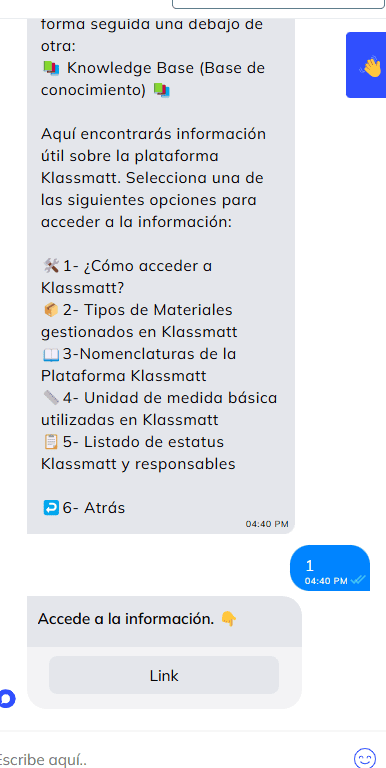 forma seguida una debajo de
otra:
📚 Knowledge Base (Base de
conocimiento) 📚
Aquí encontrarás información
útil sobre la plataforma
Klassmatt. Selecciona una de
las siguientes opciones para
acceder a la información:
🛠️ 1- ¿Cómo acceder a
Klassmatt?
📦 2- Tipos de Materiales
gestionados en Klassmatt
📖 3-Nomenclaturas de la
Plataforma Klassmatt
📏 4- Unidad de medida básica
utilizadas en Klassmatt
📋 5- Listado de estatus
Klassmatt y responsables
↩️ 6- Atrás
04:40 PM
1
04:40 PM
Accede a la información. 👇
Link
Escribe aquí..